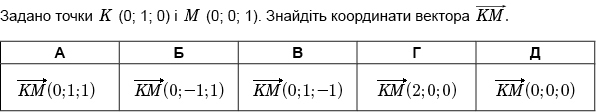 Задано точки K (0; 1; 0) і M (0; 0; 1). Знайдіть координати вектора \overrightarrow{KM}.
А Б В Г Д
\overrightarrow{KM}(0;1;1) \overrightarrow{KM}(0;−1;1) \overrightarrow{KM}(0;1;−1) \overrightarrow{KM}(2;0;0) \overrightarrow{KM}(0;0;0)